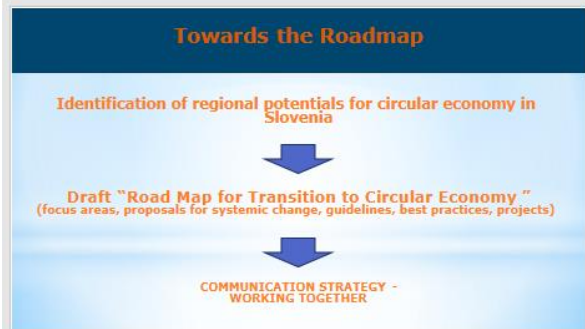 Towards the Roadmap
Identification of regional potentials for circular economy in
Slovenia
Draft “Road Map for Transition to Circular Economy ”
(focus areas, proposals for systemic change, guidelines, best practices, projects)
COMMUNICATION STRATEGY -
WORKING TOGETHER